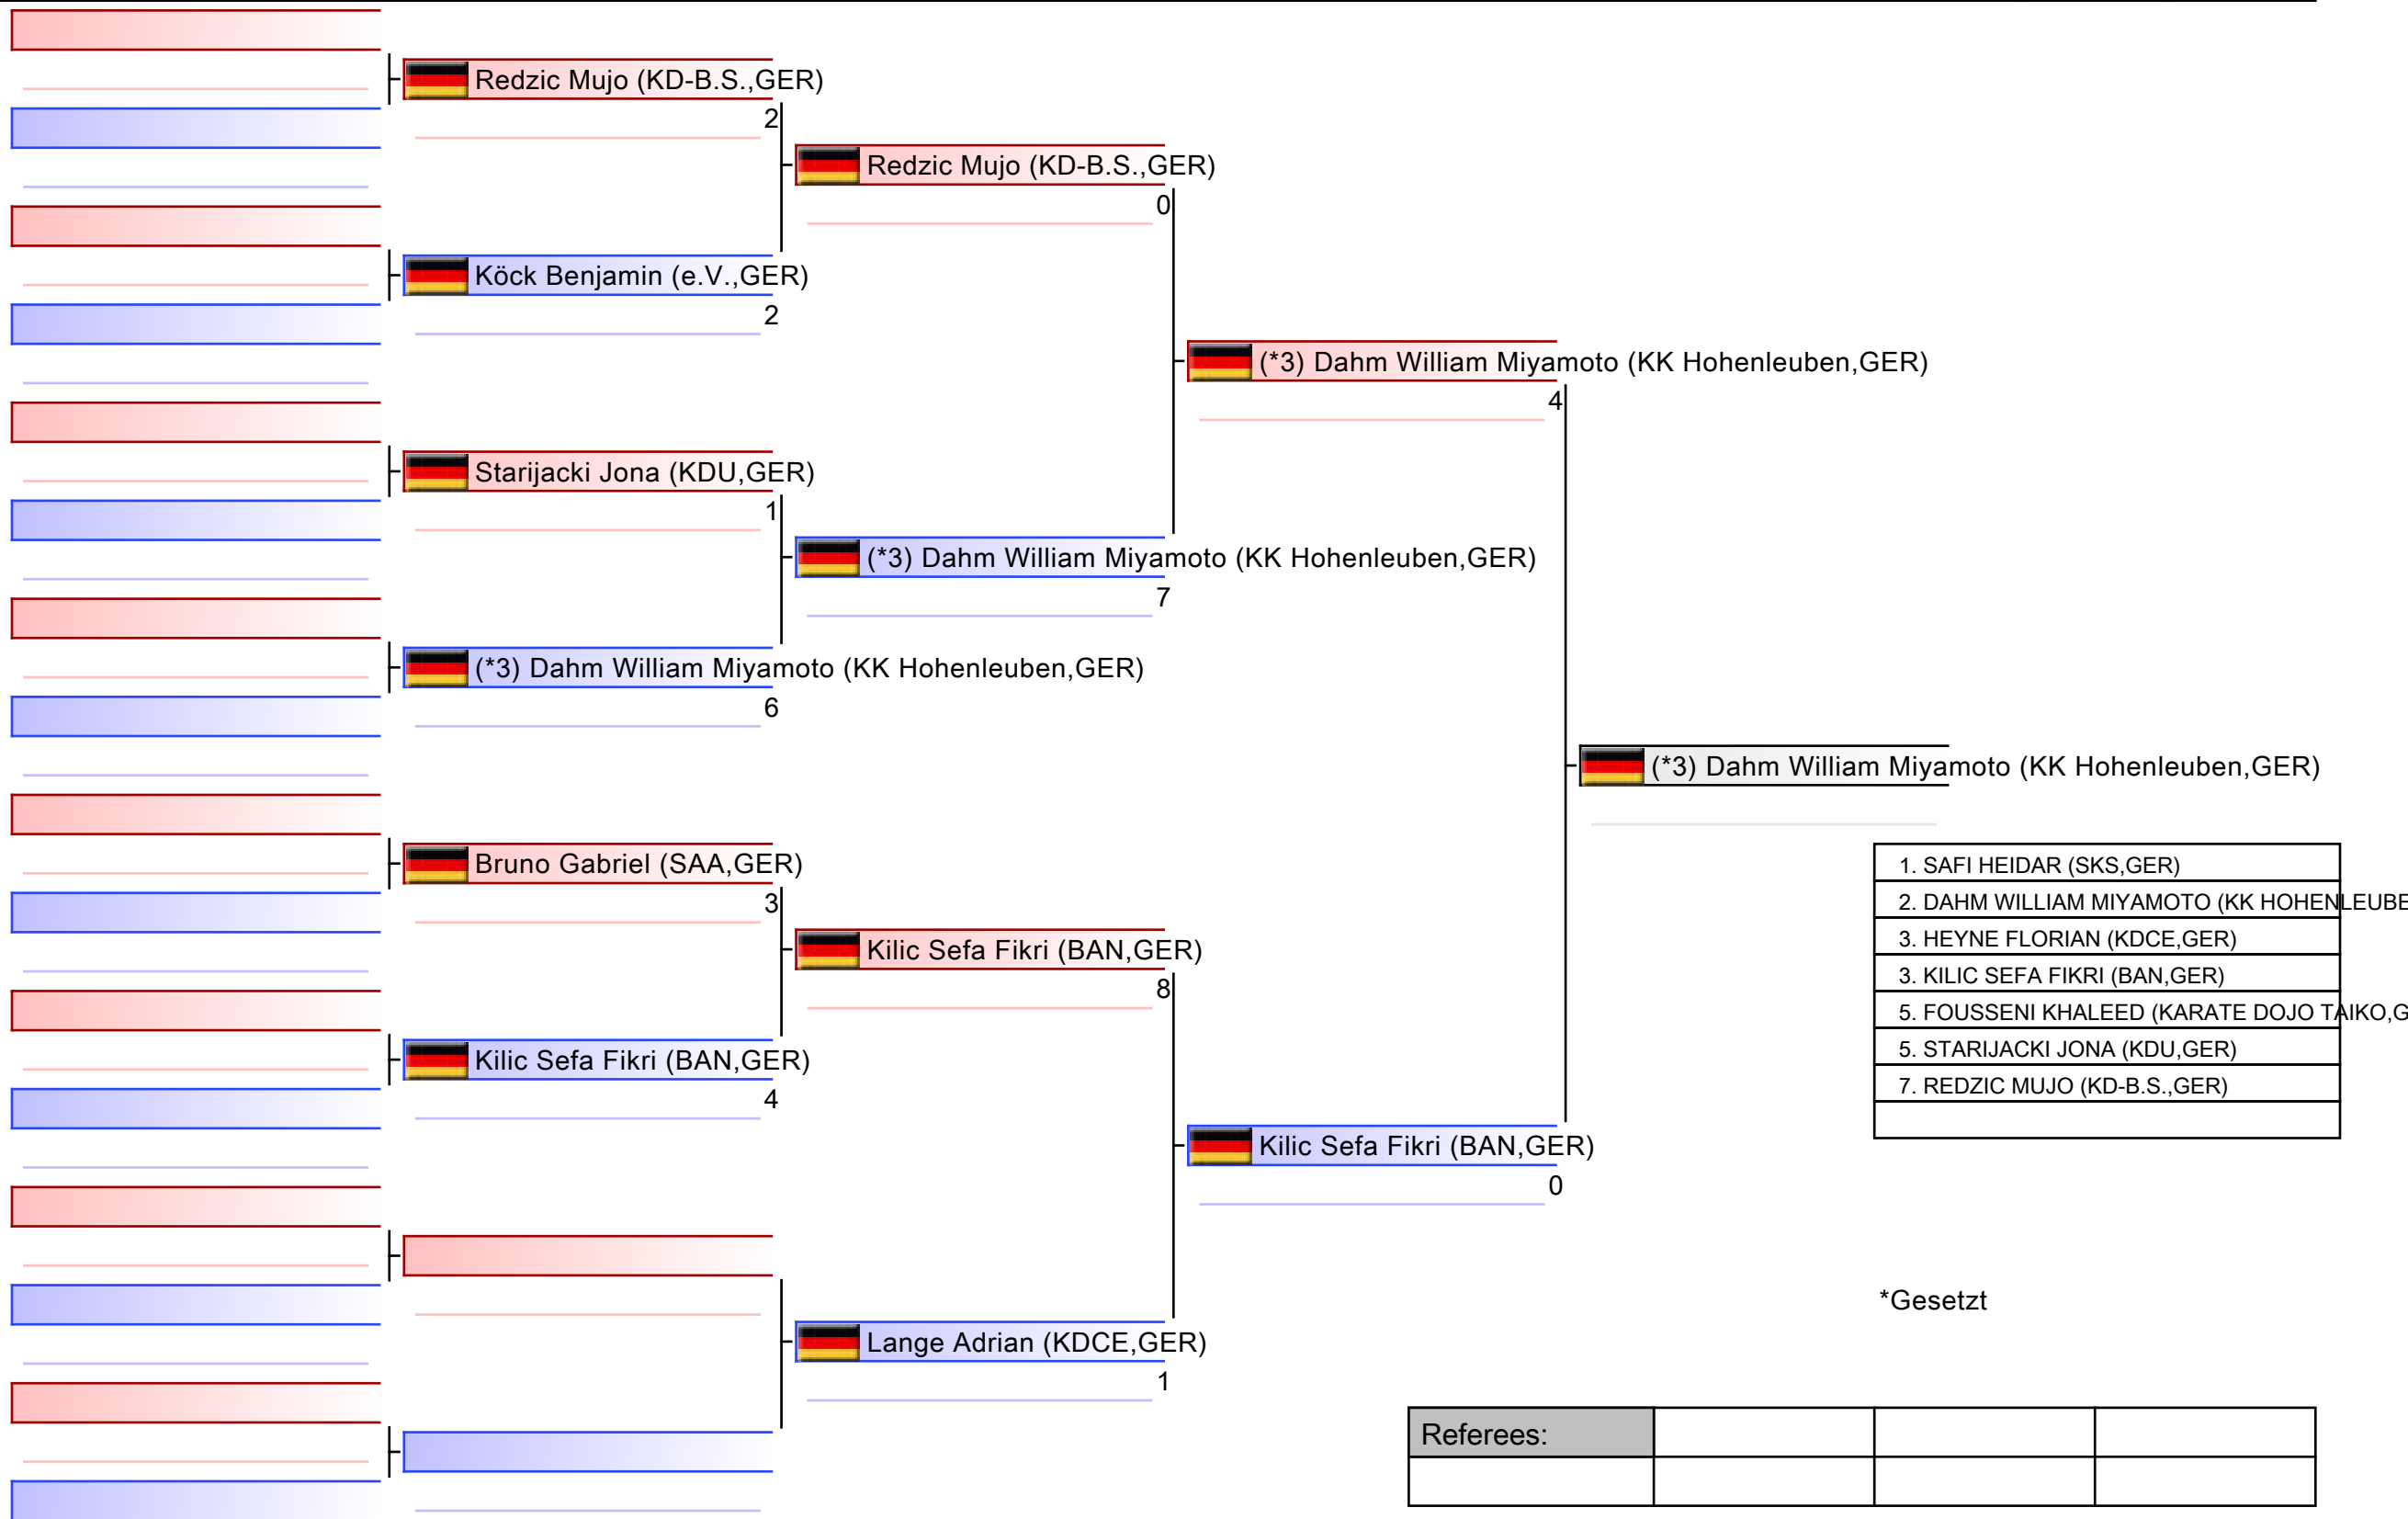 Redzic Mujo (KD-B.S.,GER)
2
Redzic Mujo (KD-B.S.,GER)
0
Köck Benjamin (e.V.,GER)
2
(*3) Dahm William Miyamoto (KK Hohenleuben,GER)
4
Starijacki Jona (KDU,GER)
1
(*3) Dahm William Miyamoto (KK Hohenleuben,GER)
7
(*3) Dahm William Miyamoto (KK Hohenleuben,GER)
6
(*3) Dahm William Miyamoto (KK Hohenleuben,GER)
Bruno Gabriel (SAA,GER)
3
Kilic Sefa Fikri (BAN,GER)
8
Kilic Sefa Fikri (BAN,GER)
4
Kilic Sefa Fikri (BAN,GER)
0
Lange Adrian (KDCE,GER)
1
1. SAFI HEIDAR (SKS,GER)
2. DAHM WILLIAM MIYAMOTO (KK HOHENLEUBE
3. HEYNE FLORIAN (KDCE,GER)
3. KILIC SEFA FIKRI (BAN,GER)
5. FOUSSENI KHALEED (KARATE DOJO TAIKO,G
5. STARIJACKI JONA (KDU,GER)
7. REDZIC MUJO (KD-B.S.,GER)
*Gesetzt
Referees: